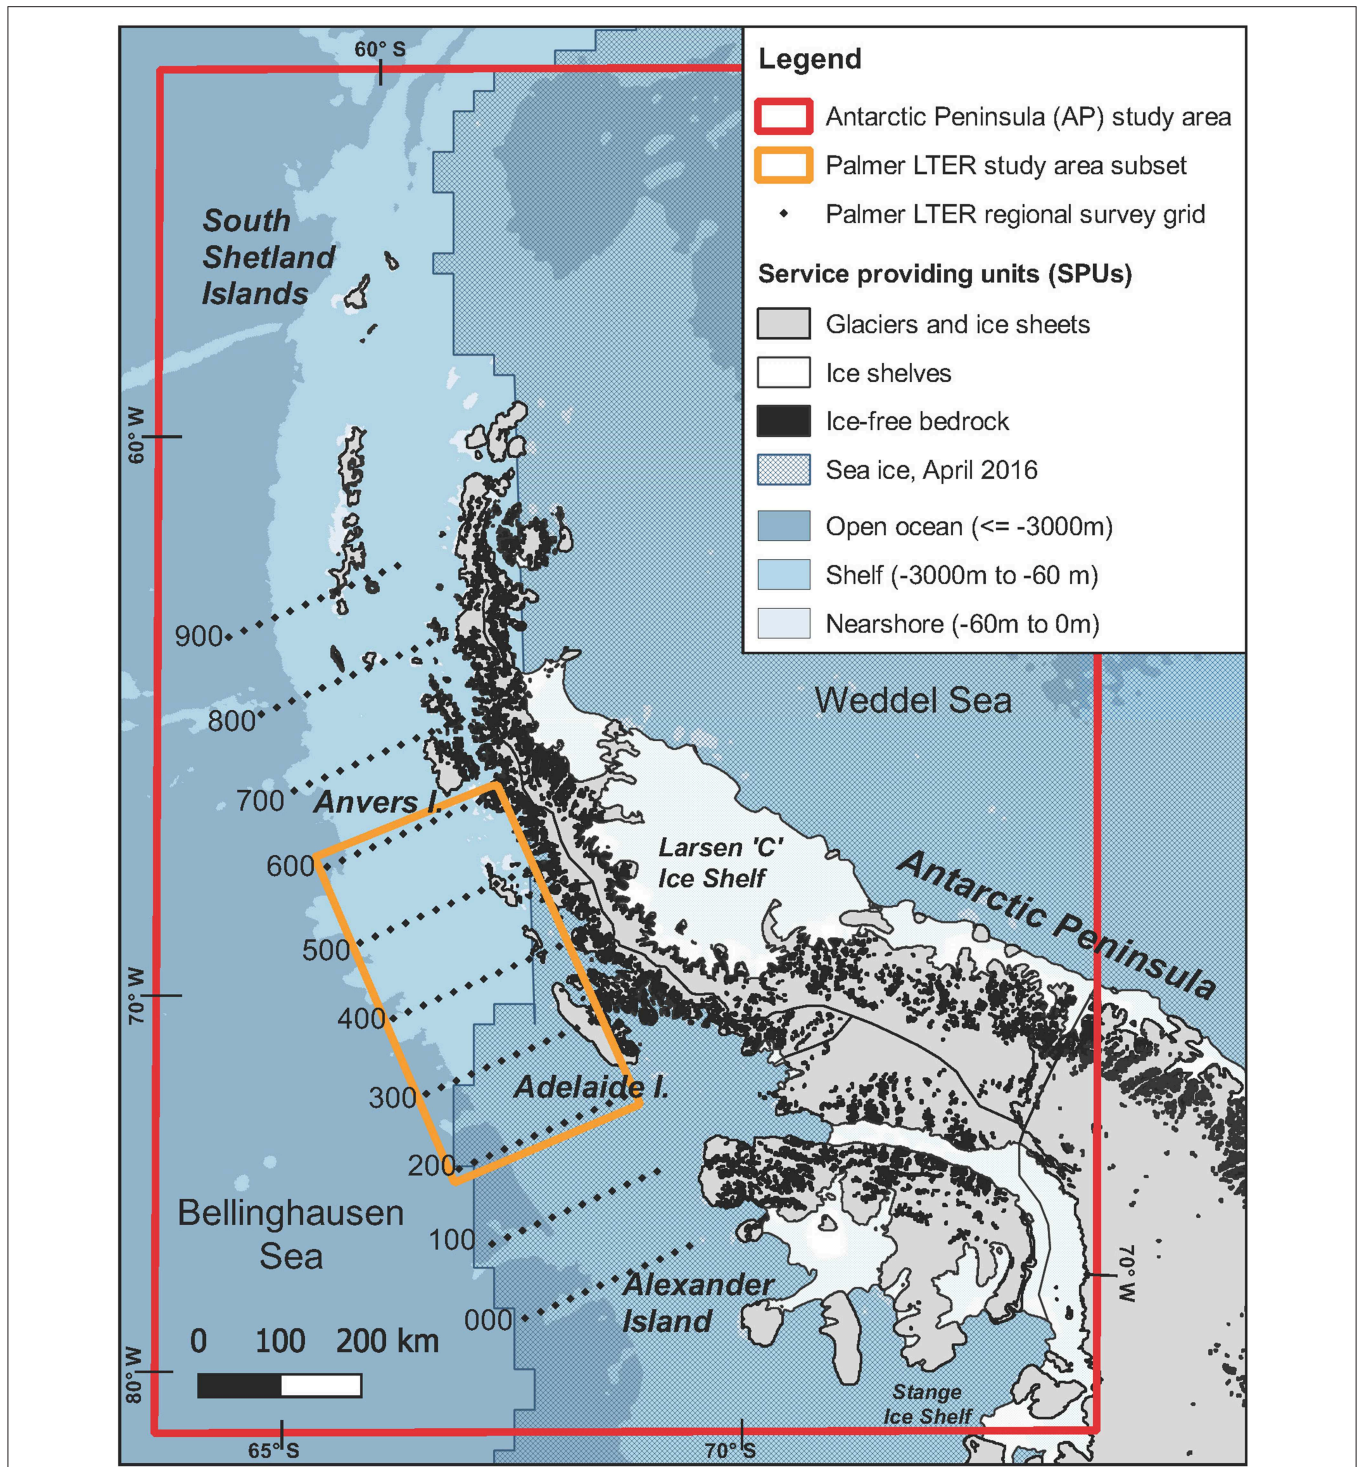 60° S
Legend
Antarctic Peninsula (AP) study area
Palmer LTER study area subset
Palmer LTER regional survey grid
Service providing units (SPUs)
Glaciers and ice sheets
Ice shelves
Ice-free bedrock
Sea ice, April 2016
Open ocean (<= -3000m)
Shelf (-3000m to -60 m)
Nearshore (-60m to 0m)
South
Shetland
Islands
60° W
900
800
700
Weddel Sea
Anvers I.
600
Larsen 'C'
Ice Shelf
Antarctic Peninsula
500
70° W
400
300
Adelaide I.
200
Bellinghausen
Sea
100
70° W
Alexander
Island
000
0 100 200 km
80° W
Stange
Ice Shelf
65° S
70° S